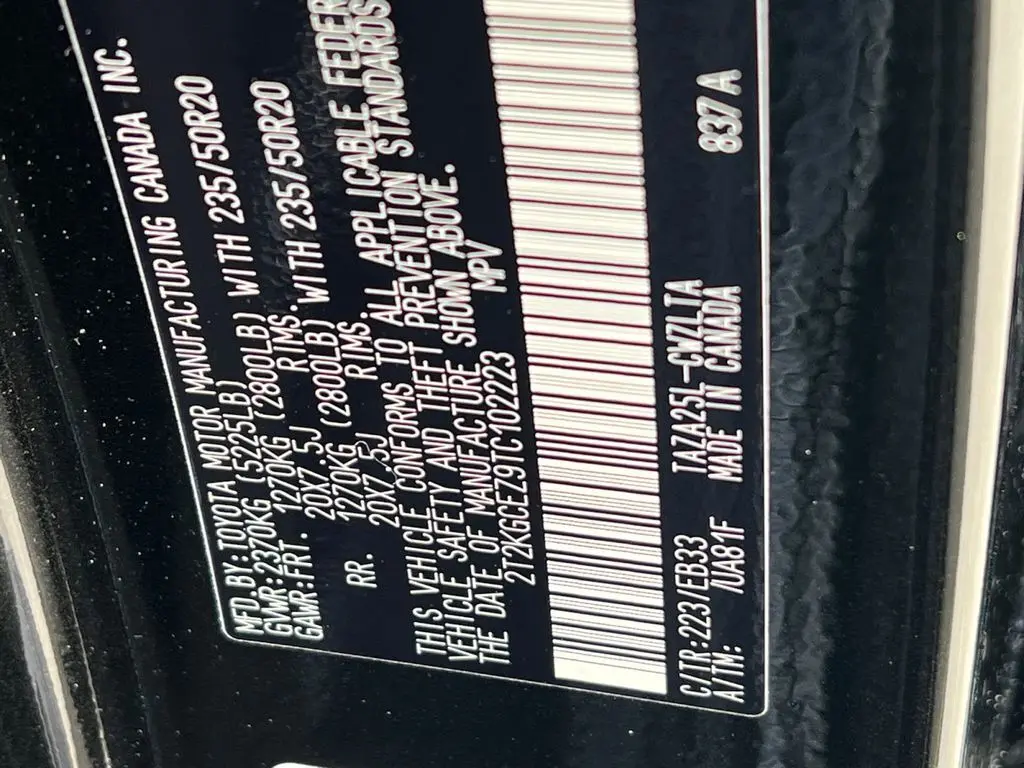 MFD.BY:TOYOTA MOTOR MANUFACTURING CANADA INC.
GVWR:2370KG (5225LB)
GAWR:FRT. 1270KG (2800LB) WITH 235/50R20
20X7.5J RIMS.
RR. 1270KG (2800LB) WITH 235/50R20
20X7.5J RIMS.
THIS VEHICLE CONFORMS TO ALL APPLICABLE FEDER
VEHICLE SAFETY AND THEFT PREVENTION STANDARDS
THE DATE OF MANUFACTURE SHOWN ABOVE.
2T2KGCEZ9TC102223 MPV
C/TR:223/EB33 TAZA25L-CWZLTA 837A
A/TM: /UA81F MADE IN CANADA